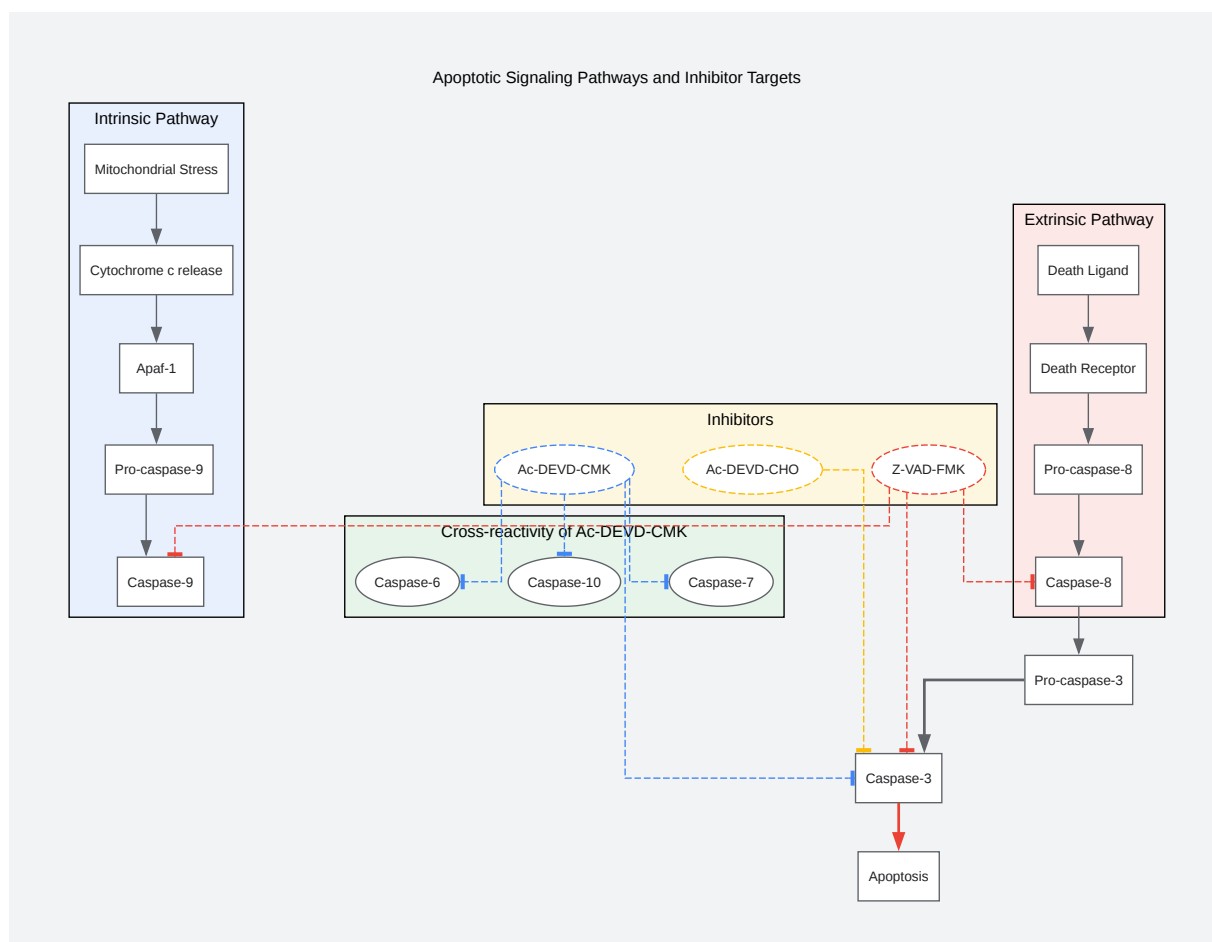 Apoptotic Signaling Pathways and Inhibitor Targets
Intrinsic Pathway
Mitochondrial Stress
Cytochrome c release
Apaf-1
Pro-caspase-9
Caspase-9
Extrinsic Pathway
Death Ligand
Death Receptor
Pro-caspase-8
Caspase-8
Inhibitors
Ac-DEVD-CMK
Ac-DEVD-CHO
Z-VAD-FMK
Cross-reactivity of Ac-DEVD-CMK
Caspase-6
Caspase-10
Caspase-7
Pro-caspase-3
Caspase-3
Apoptosis